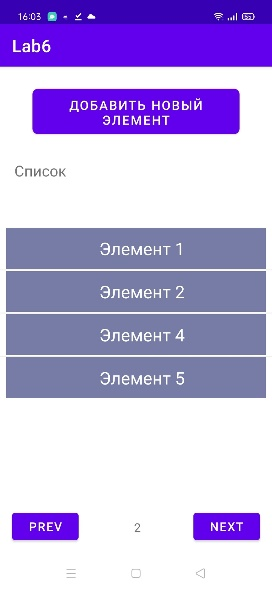 16:03
Lab6
ДОБАВИТЬ НОВЫЙ
ЭЛЕМЕНТ
Список
Элемент 1
Элемент 2
Элемент 4
Элемент 5
PREV
2
NEXT